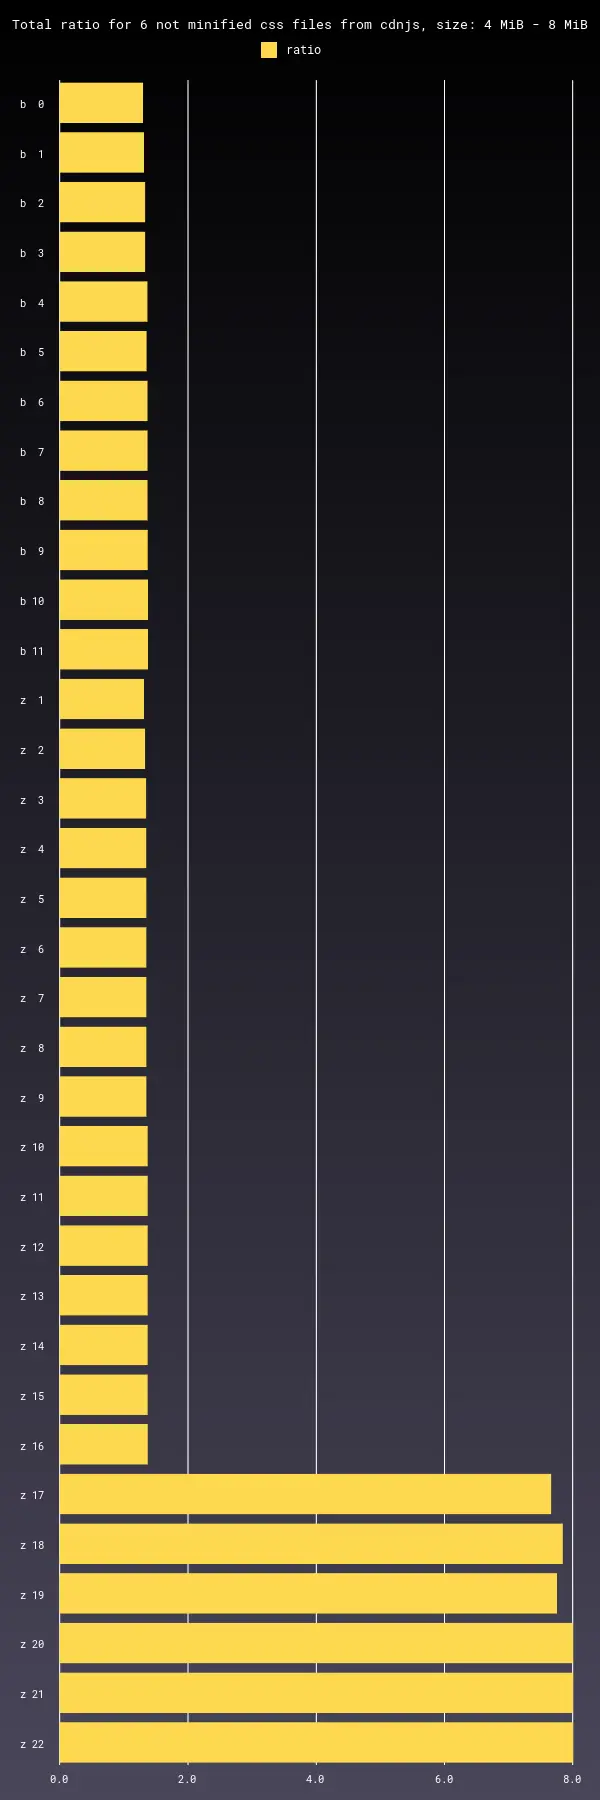 Total ratio for 6 not minified css files from cdnjs, size: 4 MiB - 8 MiB
ratio
b 0
b 1
b 2
b 3
b 4
b 5
b 6
b 7
b 8
b 9
b 10
b 11
z 1
z 2
z 3
z 4
z 5
z 6
z 7
z 8
z 9
z 10
z 11
z 12
z 13
z 14
z 15
z 16
z 17
z 18
z 19
z 20
z 21
z 22
0.0 2.0 4.0 6.0 8.0